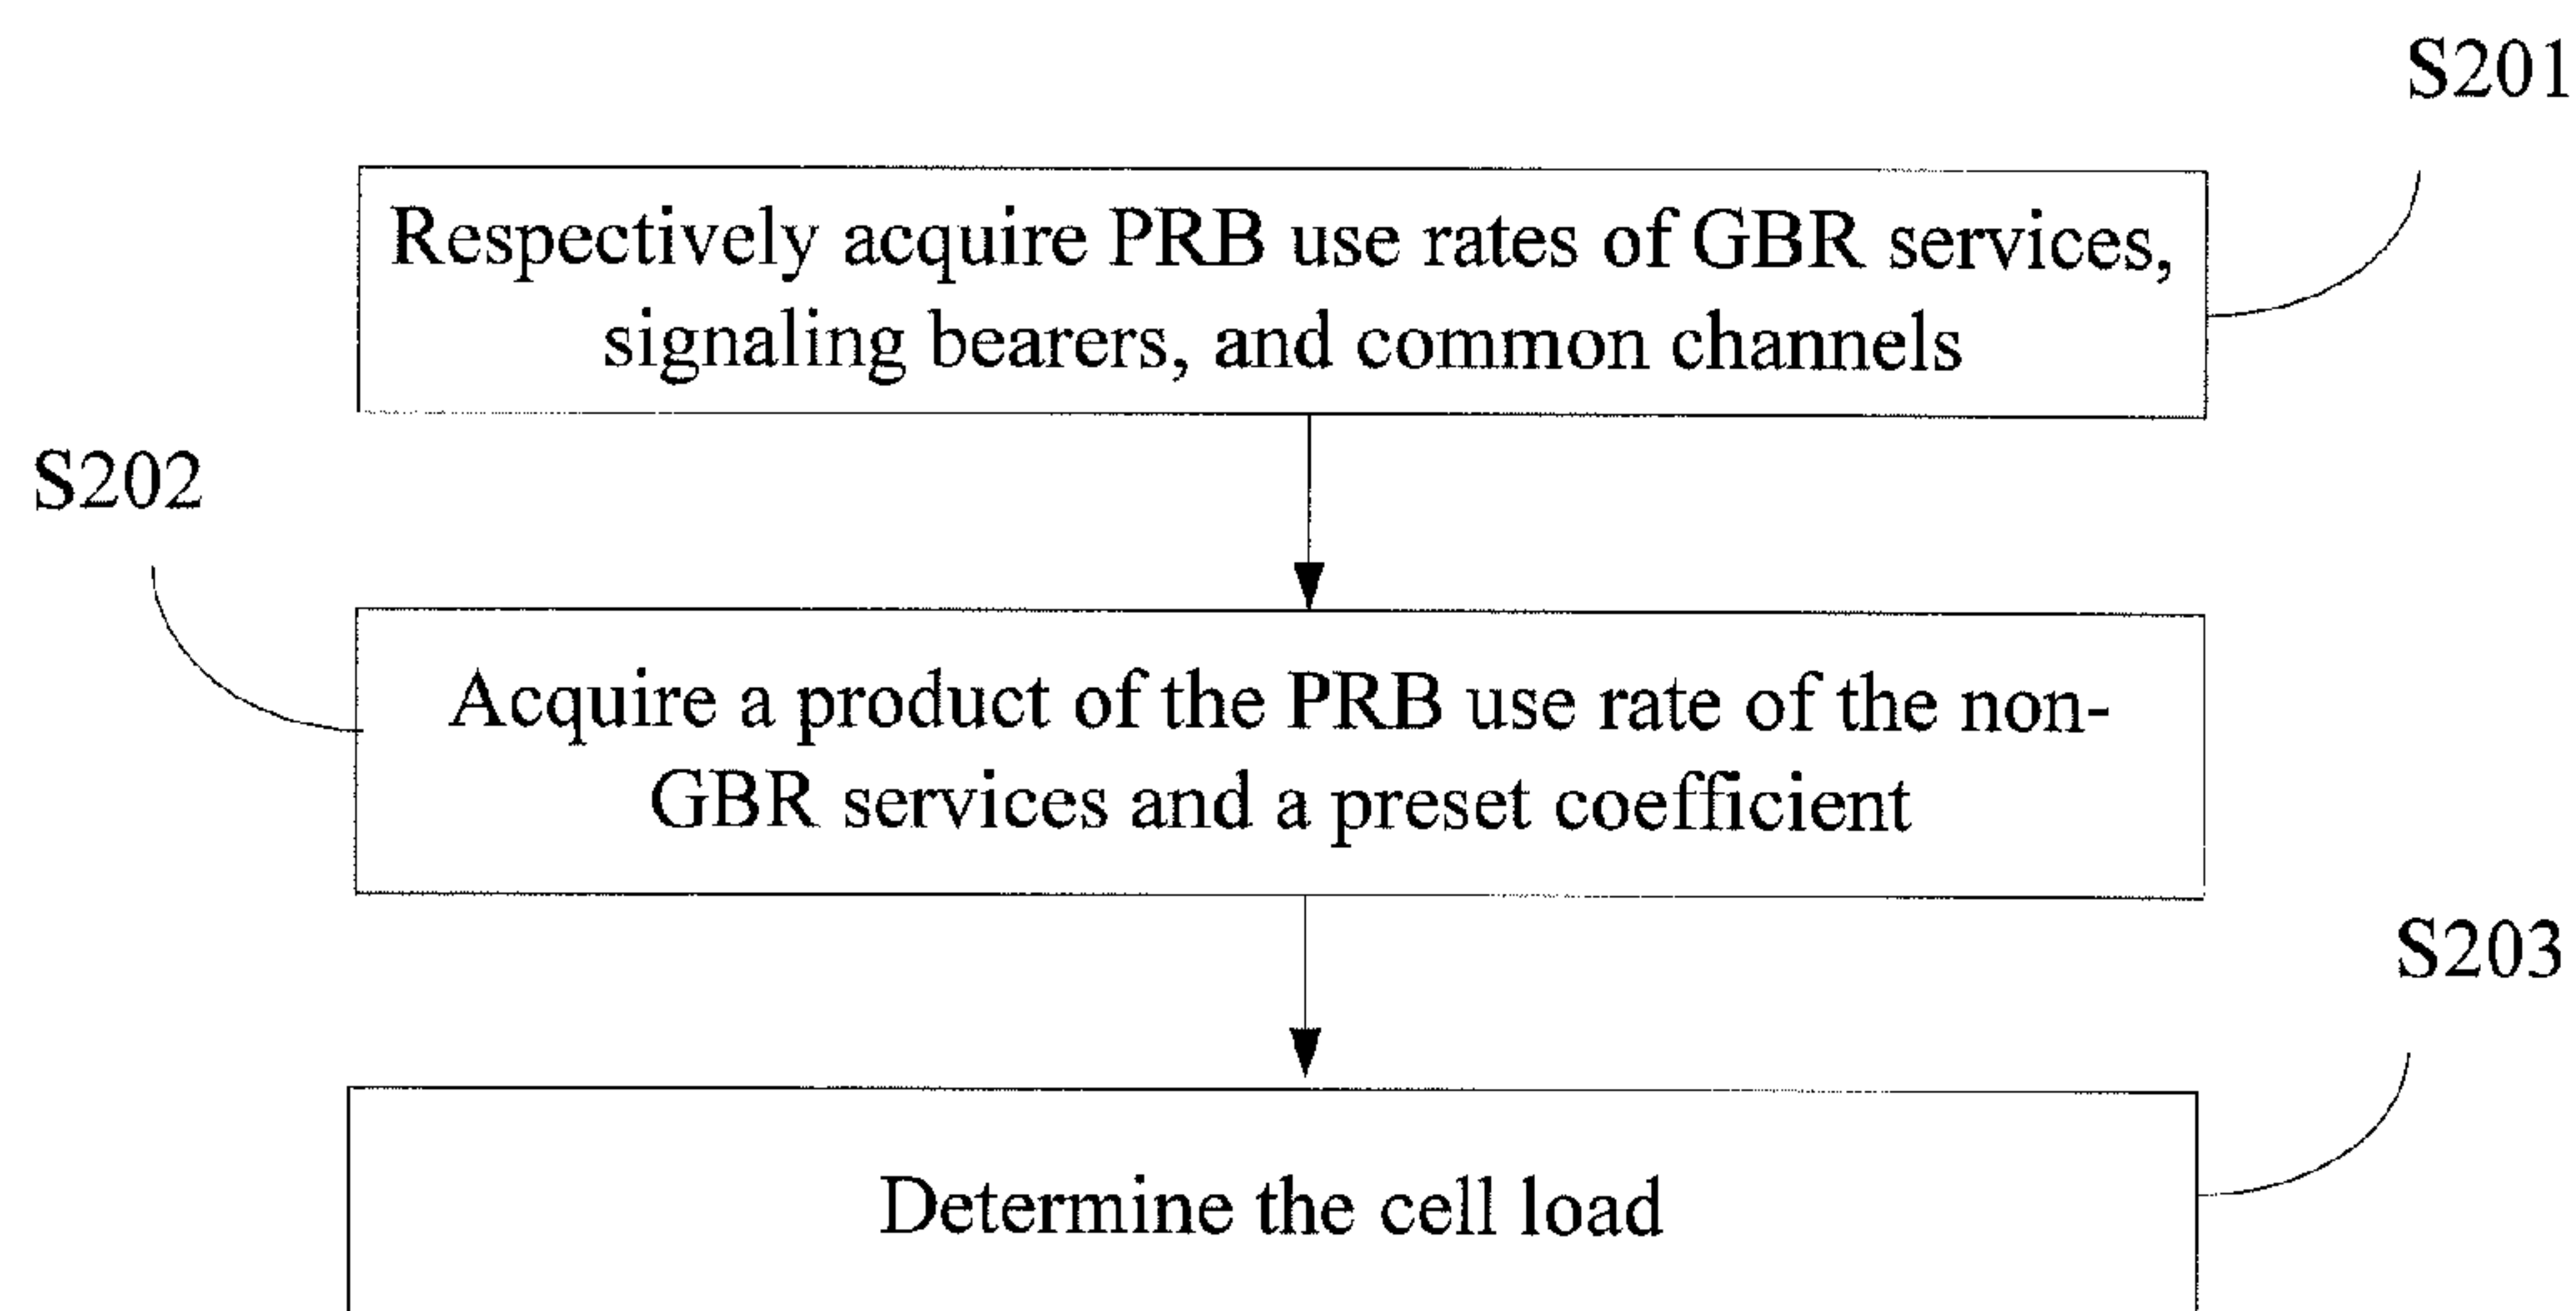 S201
Respectively acquire PRB use rates of GBR services,
signaling bearers, and common channels
S202
Acquire a product of the PRB use rate of the non-
GBR services and a preset coefficient
S203
Determine the cell load